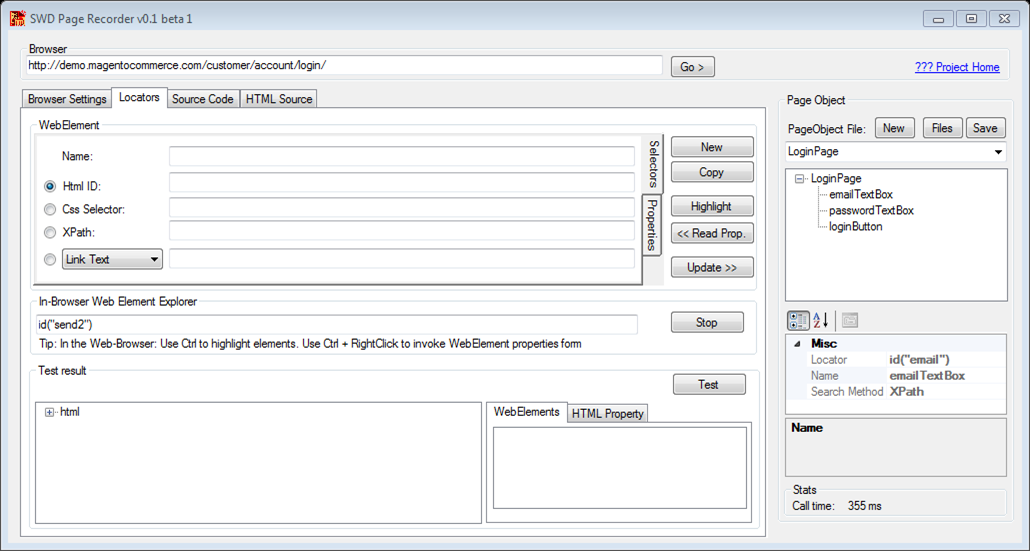 SWD Page Recorder v0.1 beta 1
Browser
http://demo.magentocommerce.com/customer/account/login/
Go >
??? Project Home
Browser Settings
Locators
Source Code
HTML Source
WebElement
Name:
Html ID:
Css Selector:
XPath:
Link Text
Selectors
Properties
New
Copy
Highlight
<< Read Prop.
Update >>
In-Browser Web Element Explorer
id("send2")
Stop
Tip: In the Web-Browser: Use Ctrl to highlight elements. Use Ctrl + RightClick to invoke WebElement properties form
Test result
Test
html
WebElements
HTML Property
Page Object
PageObject File:
New
Files
Save
LoginPage
LoginPage
emailTextBox
passwordTextBox
loginButton
Misc
Locator id("email")
Name emailTextBox
Search Method XPath
Name
Stats
Call time: 355 ms